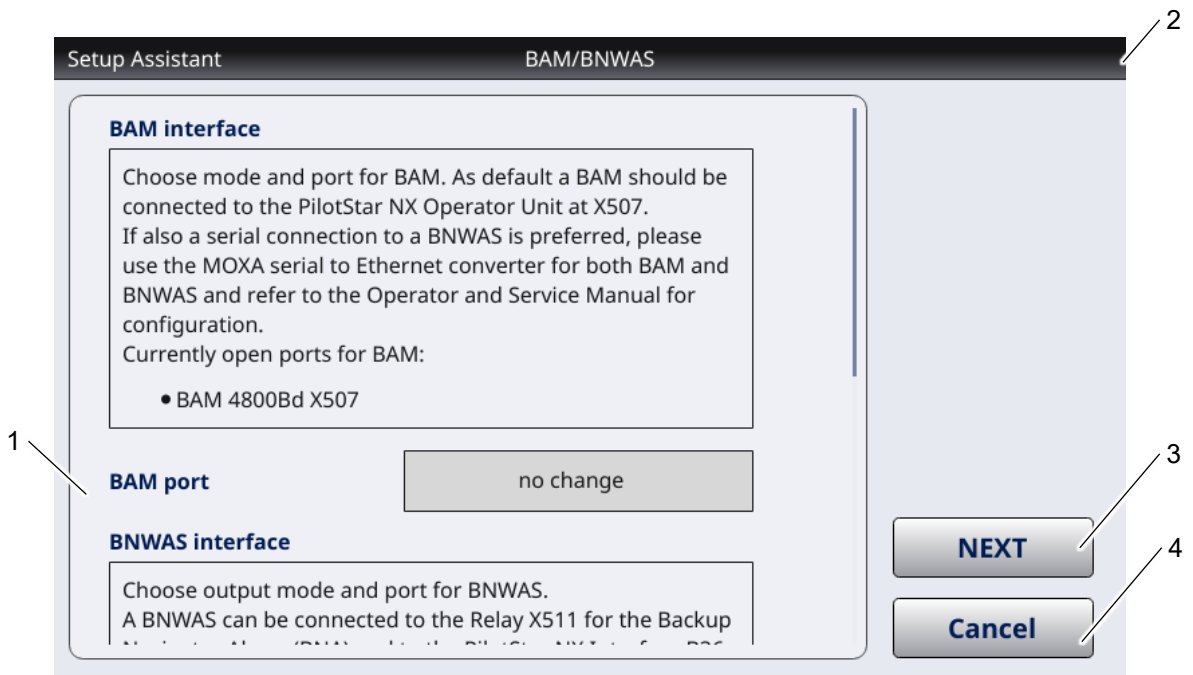 2
Setup Assistant BAM/BNWAS
BAM interface
Choose mode and port for BAM. As default a BAM should be
connected to the PilotStar NX Operator Unit at X507.
If also a serial connection to a BNWAS is preferred, please
use the MOXA serial to Ethernet converter for both BAM and
BNWAS and refer to the Operator and Service Manual for
configuration.
Currently open ports for BAM:
• BAM 4800Bd X507
1
BAM port
no change
3
BNWAS interface
NEXT
4
Choose output mode and port for BNWAS.
A BNWAS can be connected to the Relay X511 for the Backup
Cancel